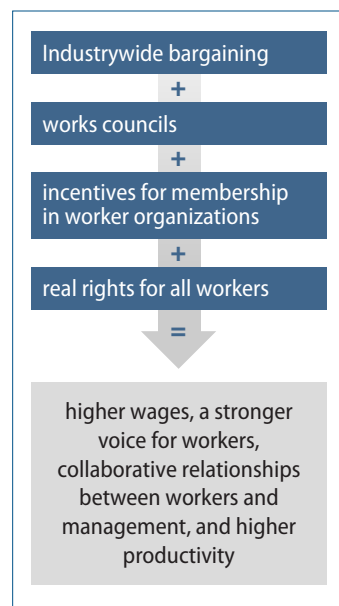 Industrywide bargaining
+
works councils
+
incentives for membership
in worker organizations
+
real rights for all workers
=
higher wages, a stronger
voice for workers,
collaborative relationships
between workers and
management, and higher
productivity